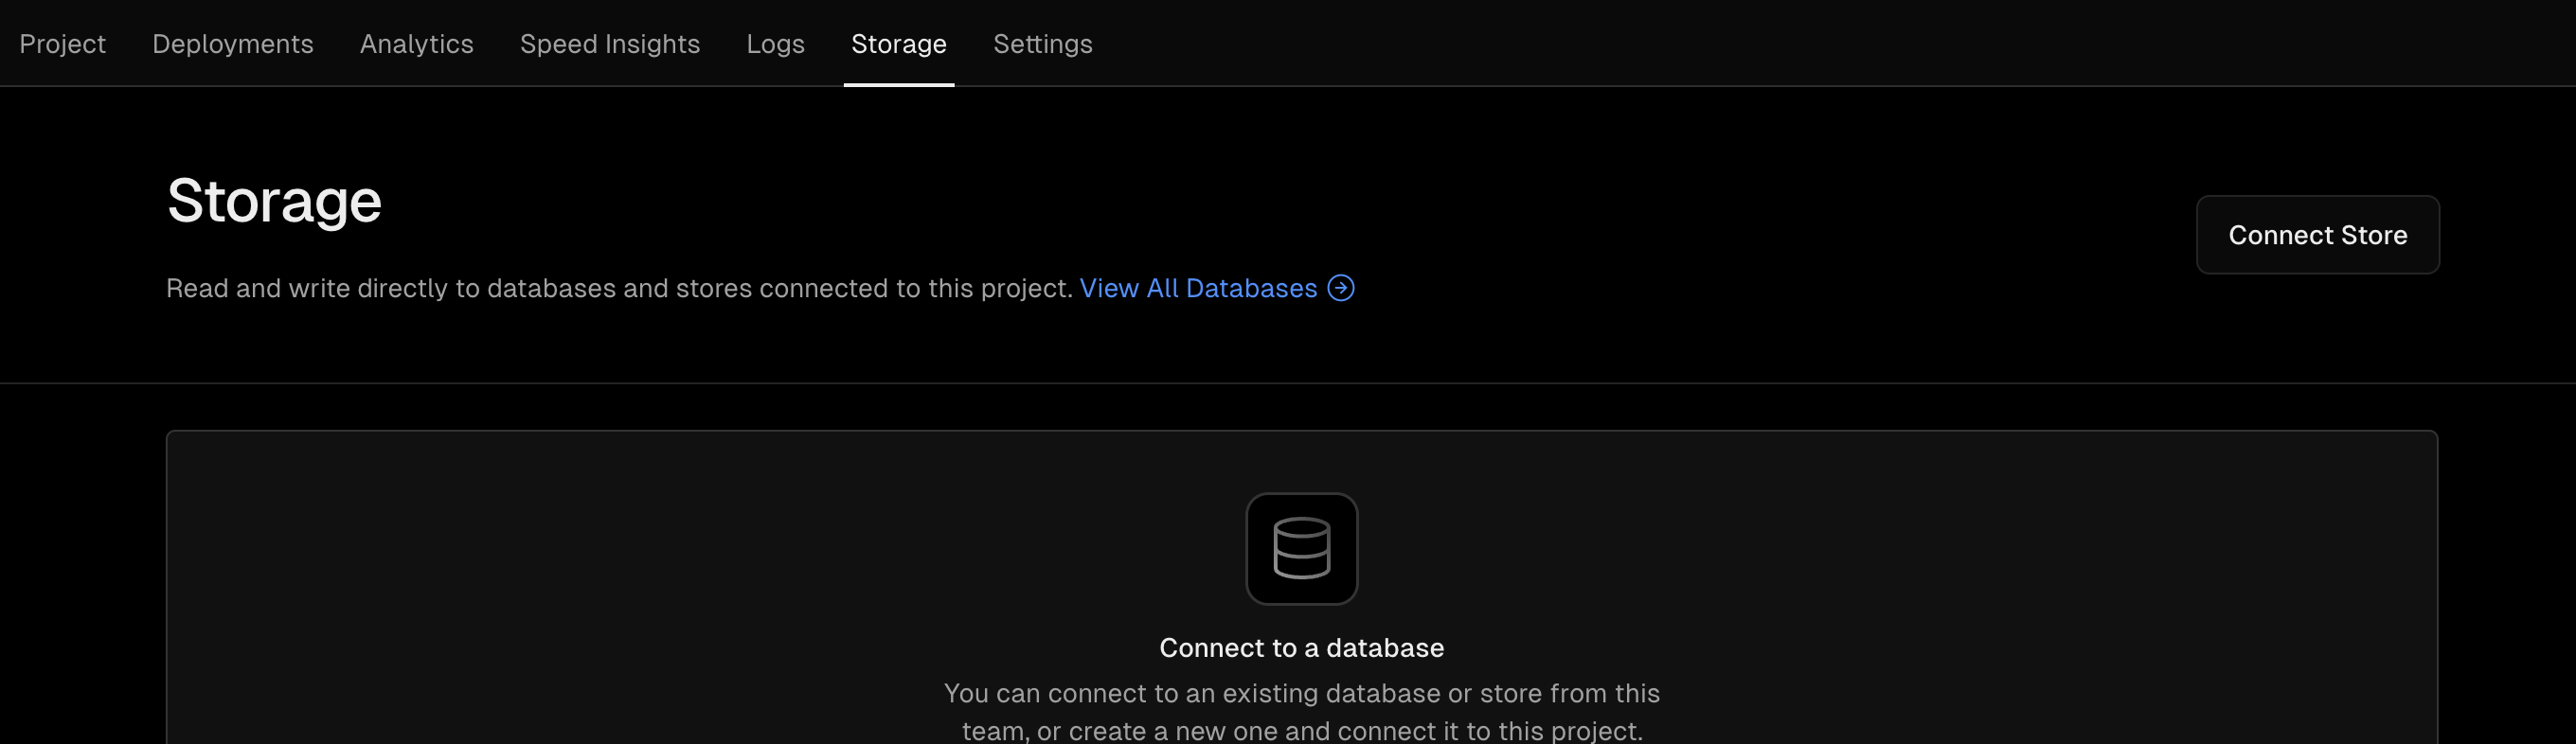 Project Deployments Analytics Speed Insights Logs Storage Settings
Storage
Connect Store
Read and write directly to databases and stores connected to this project. View All Databases
Connect to a database
You can connect to an existing database or store from this
team, or create a new one and connect it to this project.